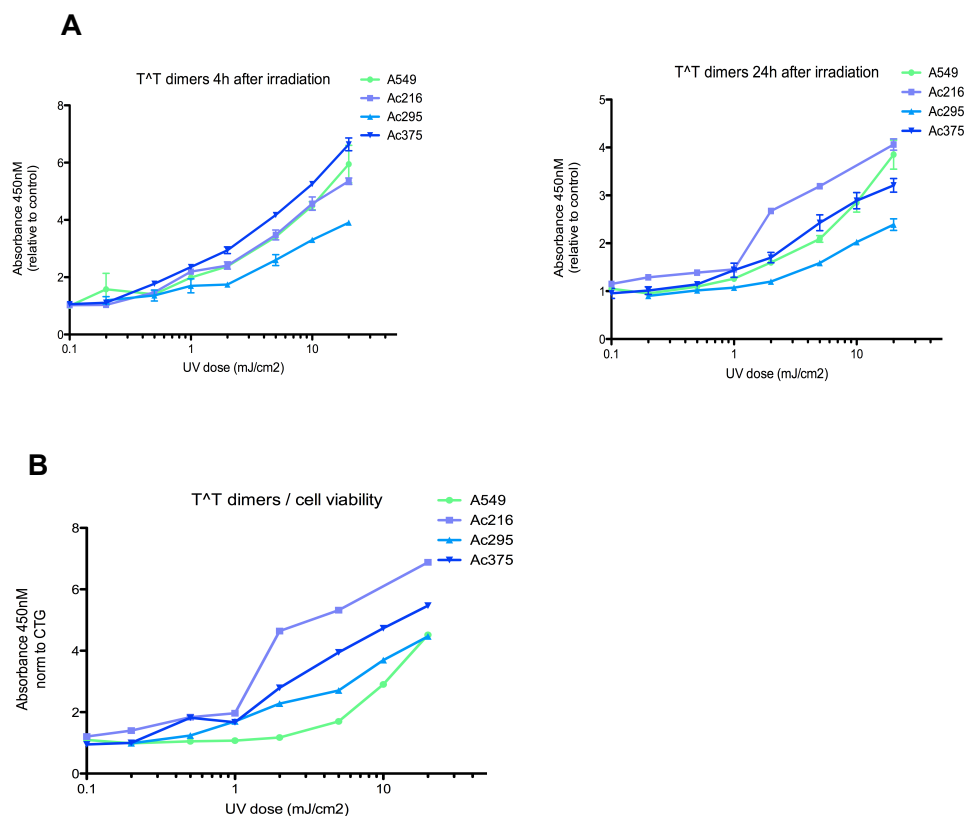 A
T^T dimers 4h after irradiation
A549
Ac216
Ac295
Ac375
Absorbance 450nM
(relative to control)
8
6
4
2
0
0.1
1
10
UV dose (mJ/cm2)
T^T dimers 24h after irradiation
A549
Ac216
Ac295
Ac375
Absorbance 450nM
(relative to control)
5
4
3
2
1
0
0.1
1
10
UV dose (mJ/cm2)
B
T^T dimers / cell viability
A549
Ac216
Ac295
Ac375
Absorbance 450nM
norm to CTG
8
6
4
2
0
0.1
1
10
UV dose (mJ/cm2)